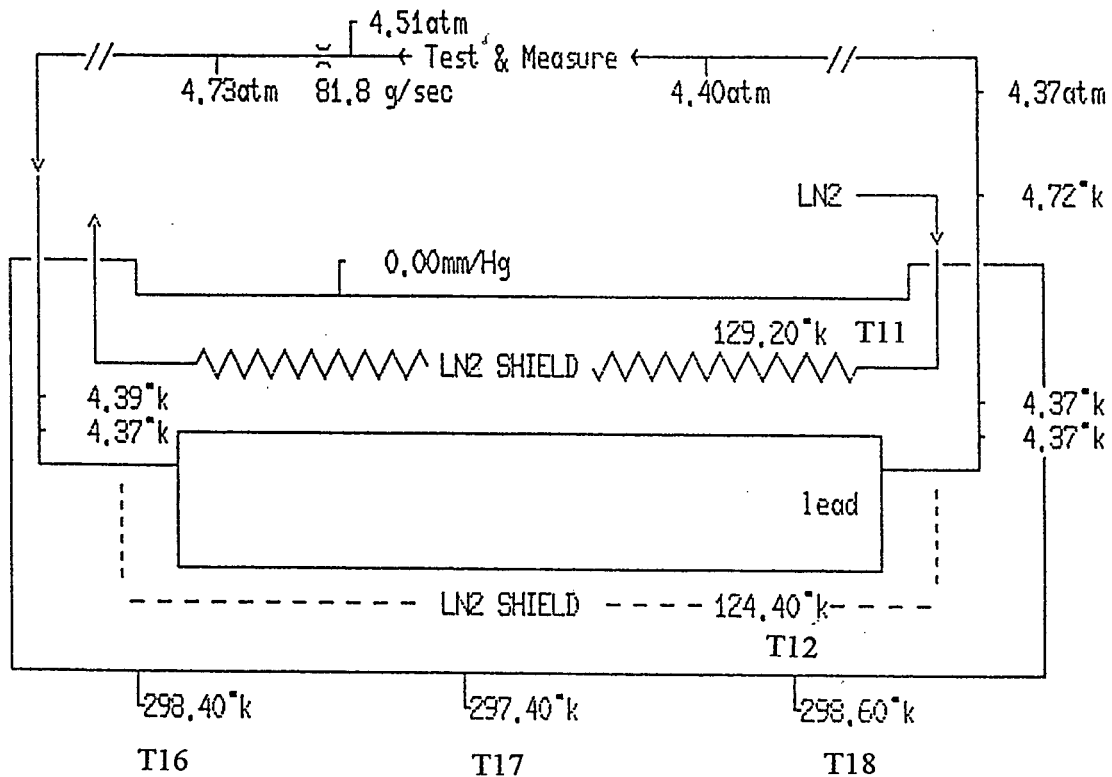 4.51atm
Test & Measure
4.73atm 81.8 g/sec 4.40atm 4.37atm
LN2 4.72°k
0.00mm/Hg
129.20°k T11
LN2 SHIELD
4.39°k 4.37°k
4.37°k 4.37°k
lead
LN2 SHIELD 124.40°k
T12
298.40°k 297.40°k 298.60°k
T16 T17 T18